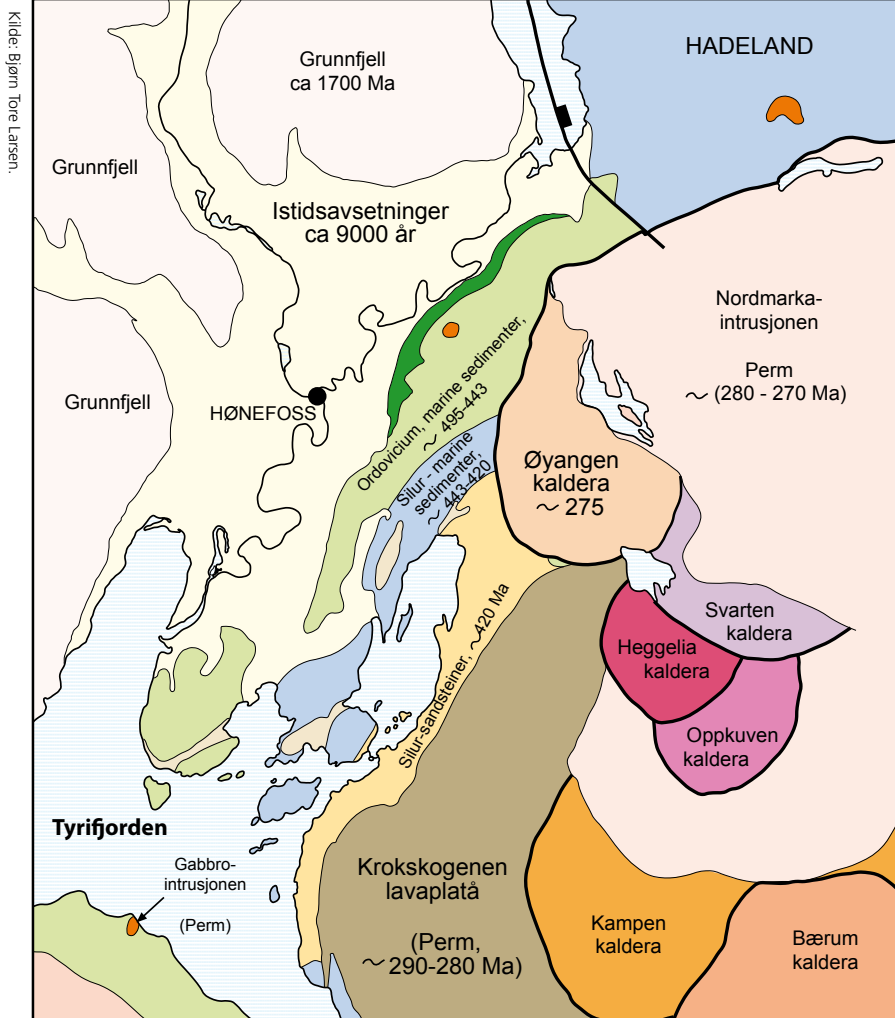 Kilde: Bjørn Tore Larsen.
Grunnfjell
ca 1700 Ma
HADELAND
Grunnfjell
Istidsavsetninger
ca 9000 år
Nordmarka-
intrusjonen
Perm
~ (280 - 270 Ma)
Grunnfjell
HØNEFOSS
Ordovicium, marine sedimenter,
~ 495-443
Silur - marine
sedimenter,
~ 443-420
Øyangen
kaldera
~ 275
Silur-sandsteiner, ~420 Ma
Svarten
kaldera
Heggelia
kaldera
Oppkuven
kaldera
Tyrifjorden
Gabbro-
intrusjonen
(Perm)
Krokskogenen
lavaplatå
(Perm,
~ 290-280 Ma)
Kampen
kaldera
Bærum
kaldera